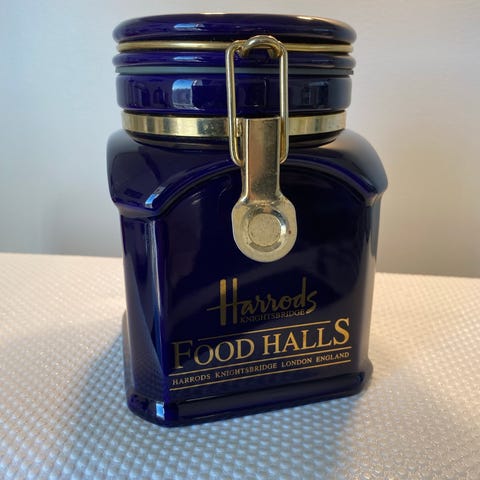 Harrods
KNIGHTSBRIDGE
FOOD HALLS
HARRODS KNIGHTSBRIDGE LONDON ENGLAND